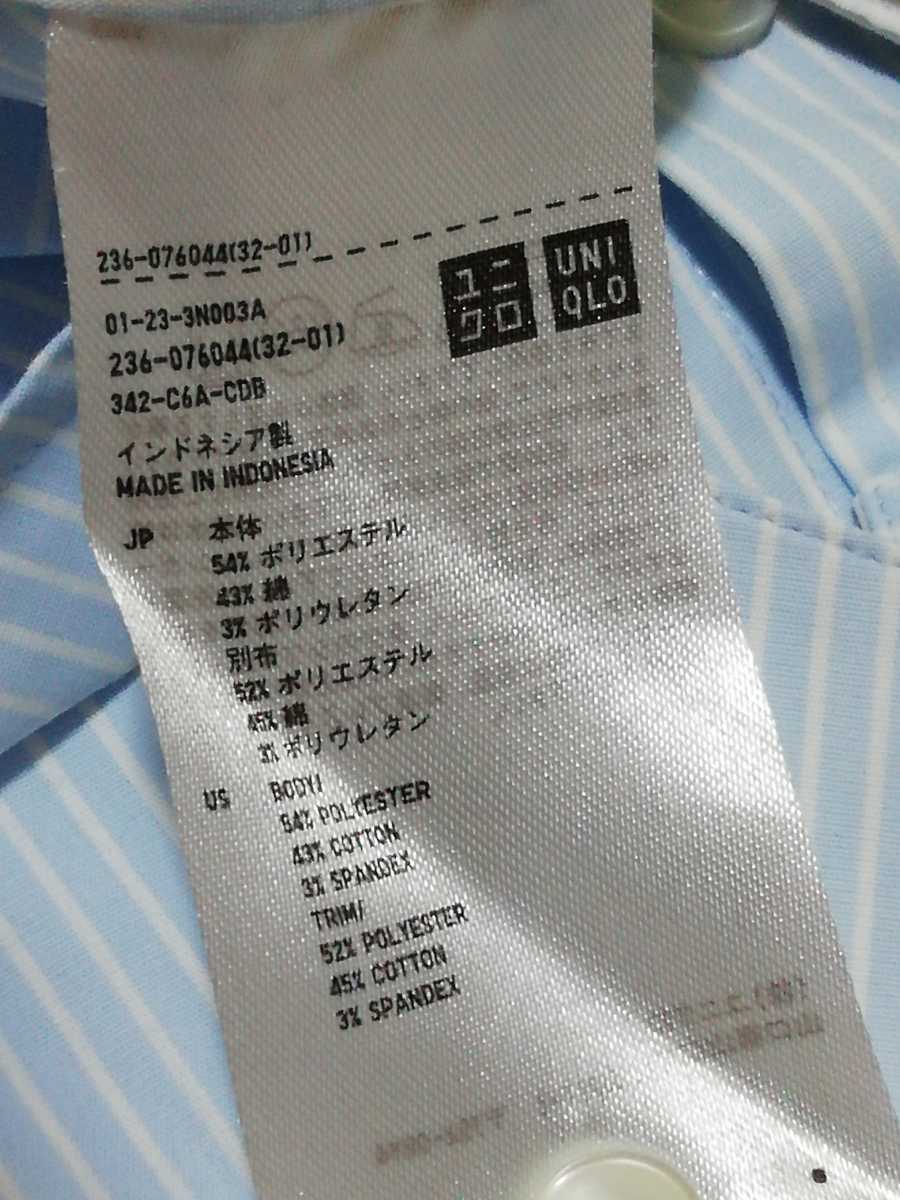 236-076044(32-01)
ユニクロ
UNIQLO
01-23-3N003A
236-076044(32-01)
342-C6A-CDB
インドネシア製
MADE IN INDONESIA
JP 本体
54% ポリエステル
43% 綿
3% ポリウレタン
別布
52% ポリエステル
45% 綿
3% ポリウレタン
US BODY/
54% POLYESTER
43% COTTON
3% SPANDEX
TRIM/
52% POLYESTER
45% COTTON
3% SPANDEX